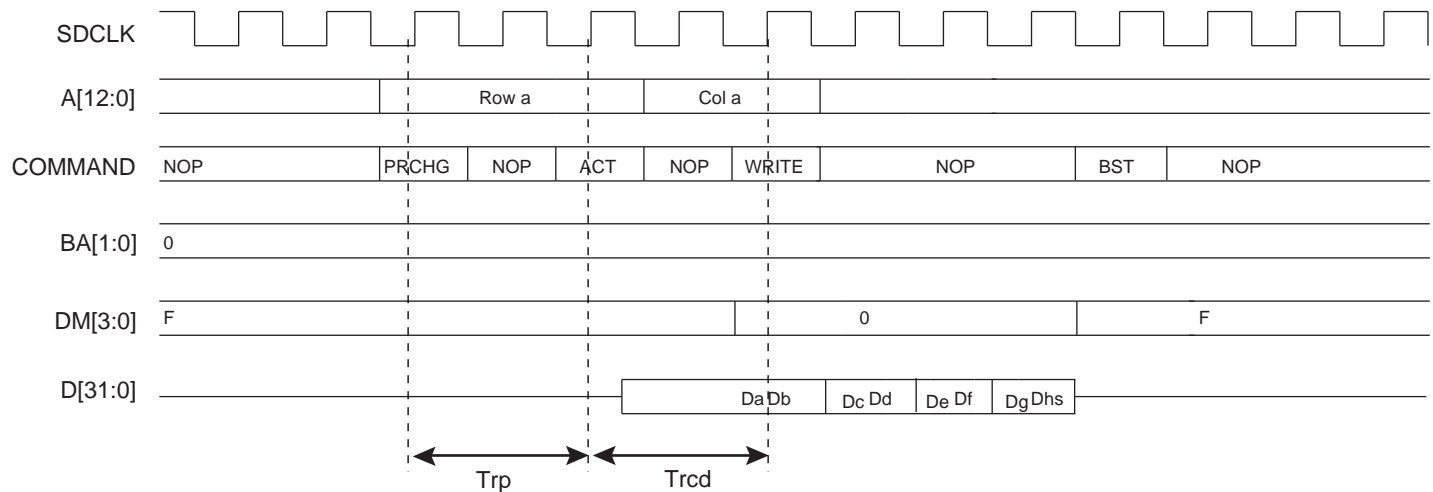 SDCLK
A[12:0] Row a Col a
COMMAND NOP PRCHG NOP ACT NOP WRITE NOP BST NOP
BA[1:0] 0
DM[3:0] F 0 F
D[31:0] Da Db Dc Dd De Df Dg Dhs
Trp Trcd